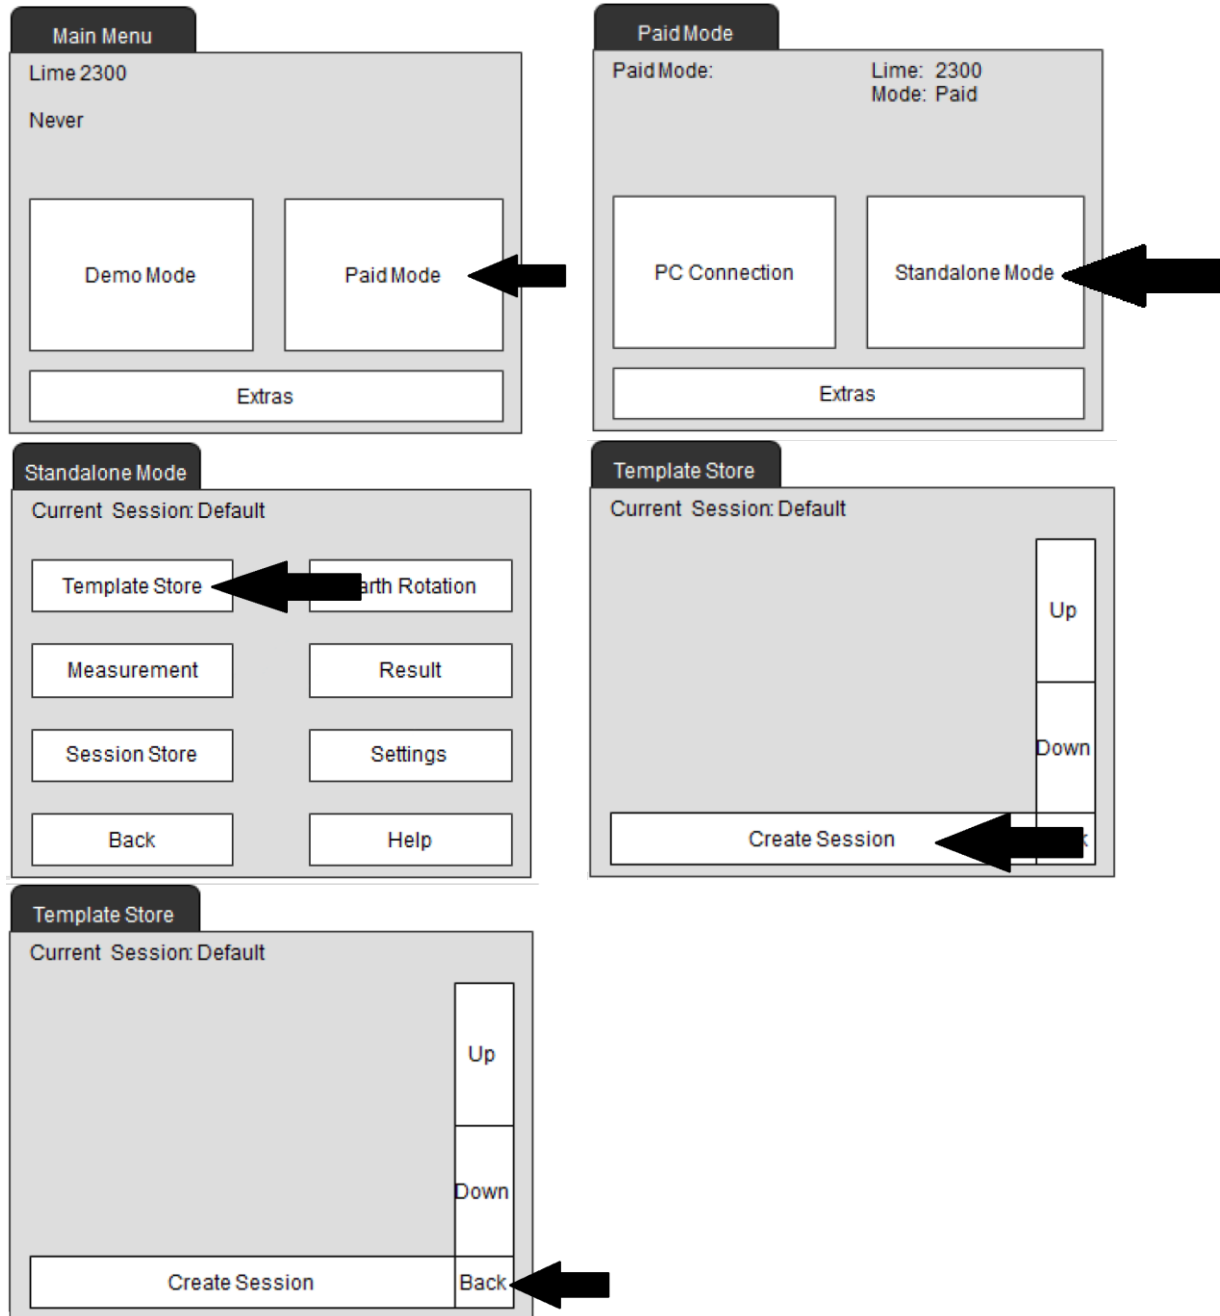 Main Menu
Lime 2300
Never
Demo Mode
Paid Mode
Extras
Paid Mode
Paid Mode:
Lime: 2300
Mode: Paid
PC Connection
Standalone Mode
Extras
Standalone Mode
Current Session: Default
Template Store
Rotation
Measurement
Result
Session Store
Settings
Back
Help
Template Store
Current Session: Default
Up
Down
Create Session
Template Store
Current Session: Default
Up
Down
Create Session
Back